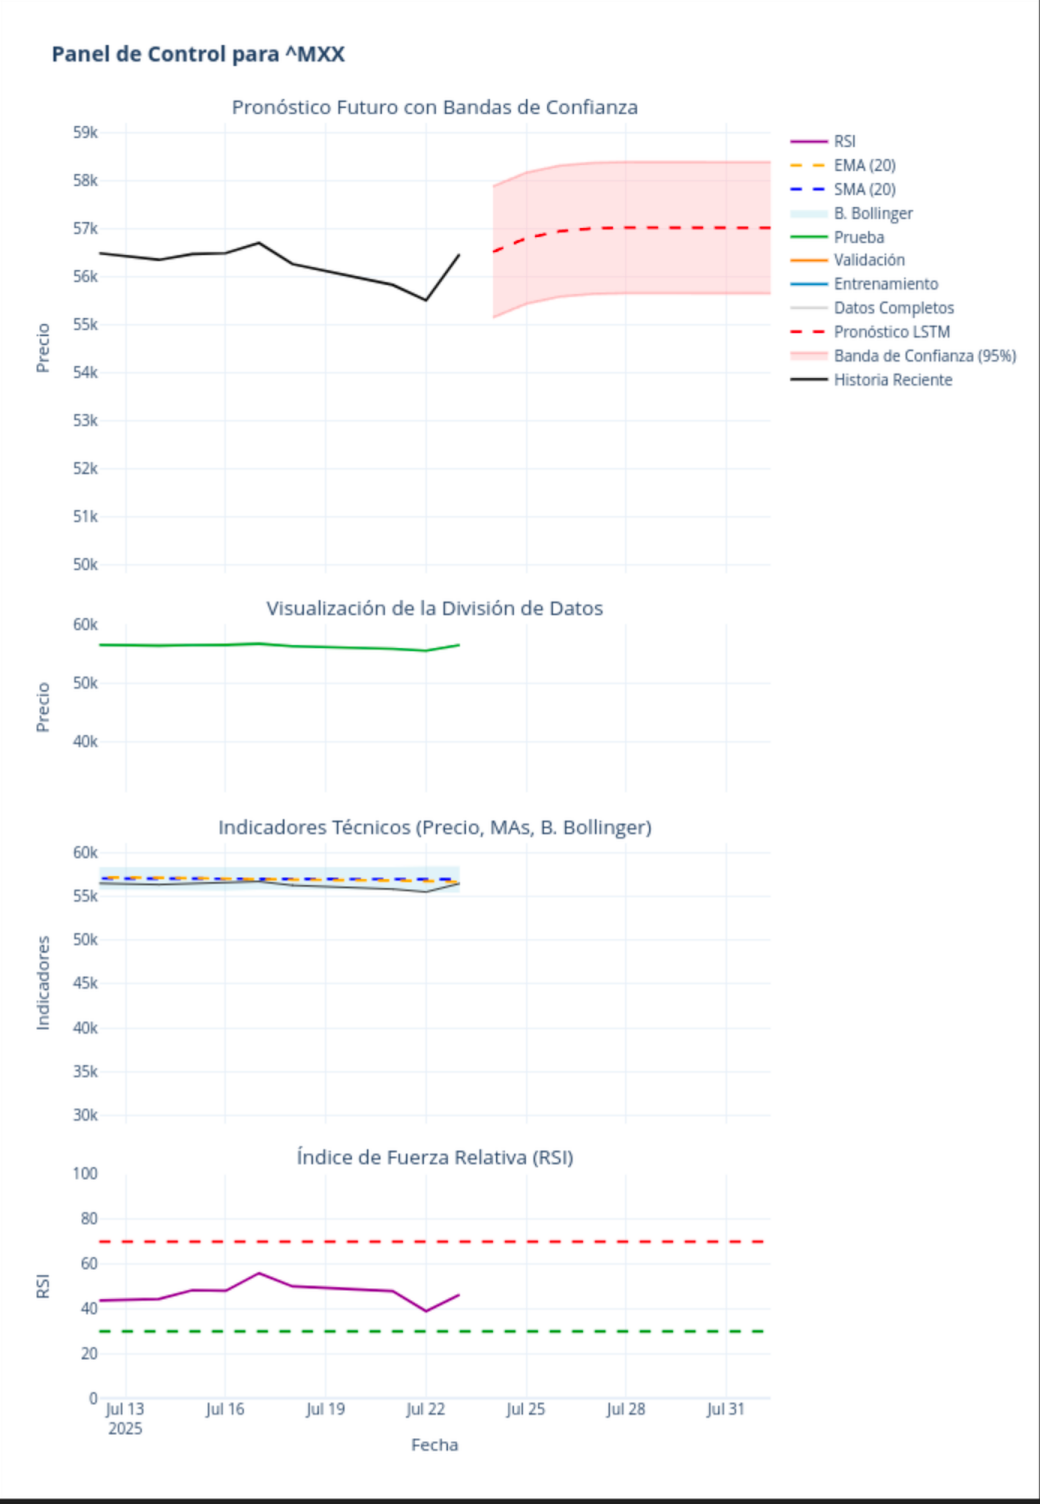 Panel de Control para ^MXX
Pronóstico Futuro con Bandas de Confianza
59k
58k
57k
56k
55k
54k
53k
52k
51k
50k
Precio
RSI
EMA (20)
SMA (20)
B. Bollinger
Prueba
Validación
Entrenamiento
Datos Completos
Pronóstico LSTM
Banda de Confianza (95%)
Historia Reciente
Visualización de la División de Datos
60k
50k
40k
Precio
Indicadores Técnicos (Precio, MAs, B. Bollinger)
60k
55k
50k
45k
40k
35k
30k
Indicadores
Índice de Fuerza Relativa (RSI)
100
80
60
40
20
0
RSI
Jul 13 Jul 16 Jul 19 Jul 22 Jul 25 Jul 28 Jul 31
2025
Fecha